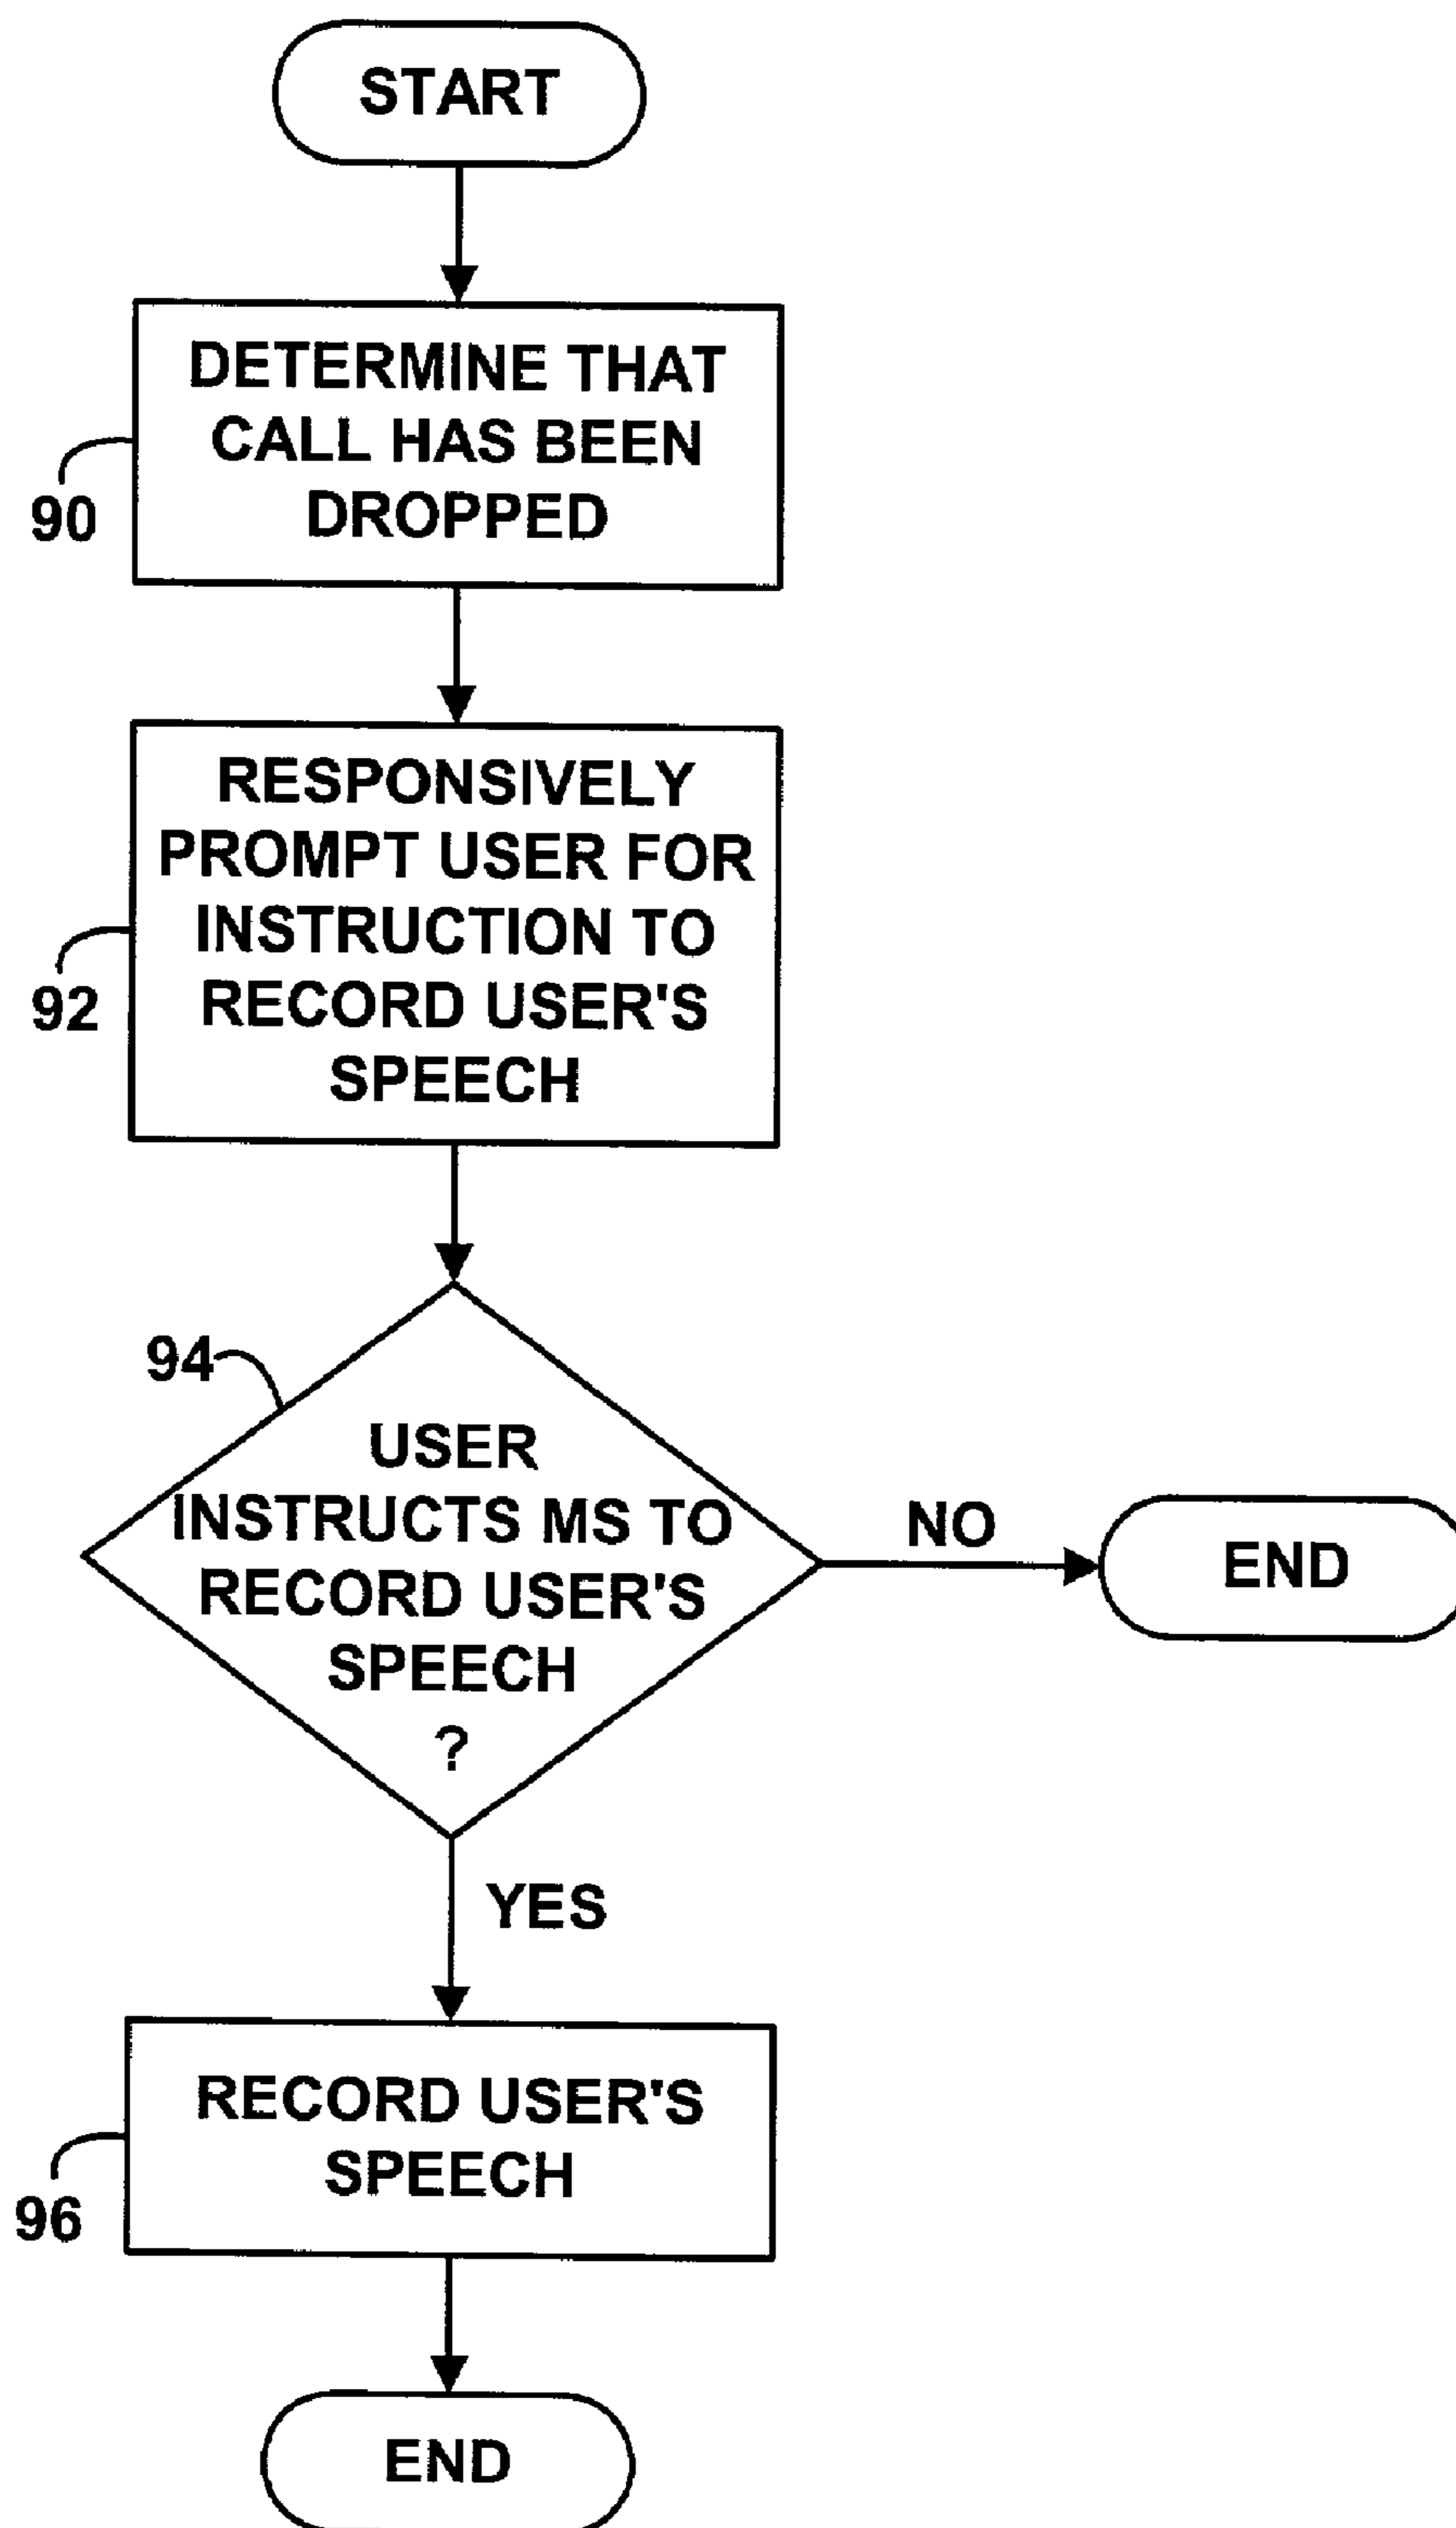 START
DETERMINE THAT
CALL HAS BEEN
DROPPED
90
RESPONSIVELY
PROMPT USER FOR
INSTRUCTION TO
RECORD USER'S
SPEECH
92
94
USER
INSTRUCTS MS TO
RECORD USER'S
SPEECH
?
NO
END
YES
RECORD USER'S
SPEECH
96
END